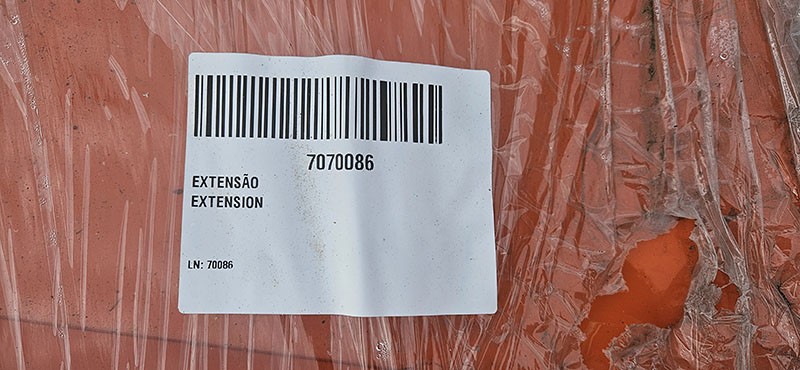 7070086
EXTENSÃO
EXTENSION
LN: 70086